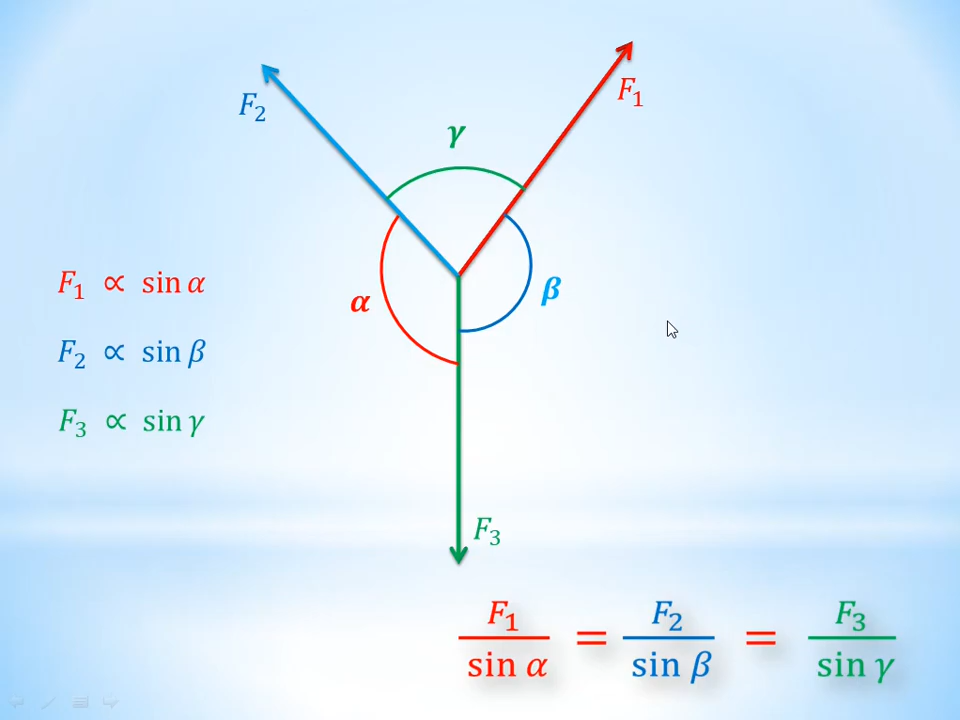 F₁
F₂
γ
F₁ ∝ sin α
α
β
F₂ ∝ sin β
F₃ ∝ sin γ
F₃
F₁/sin α = F₂/sin β = F₃/sin γ